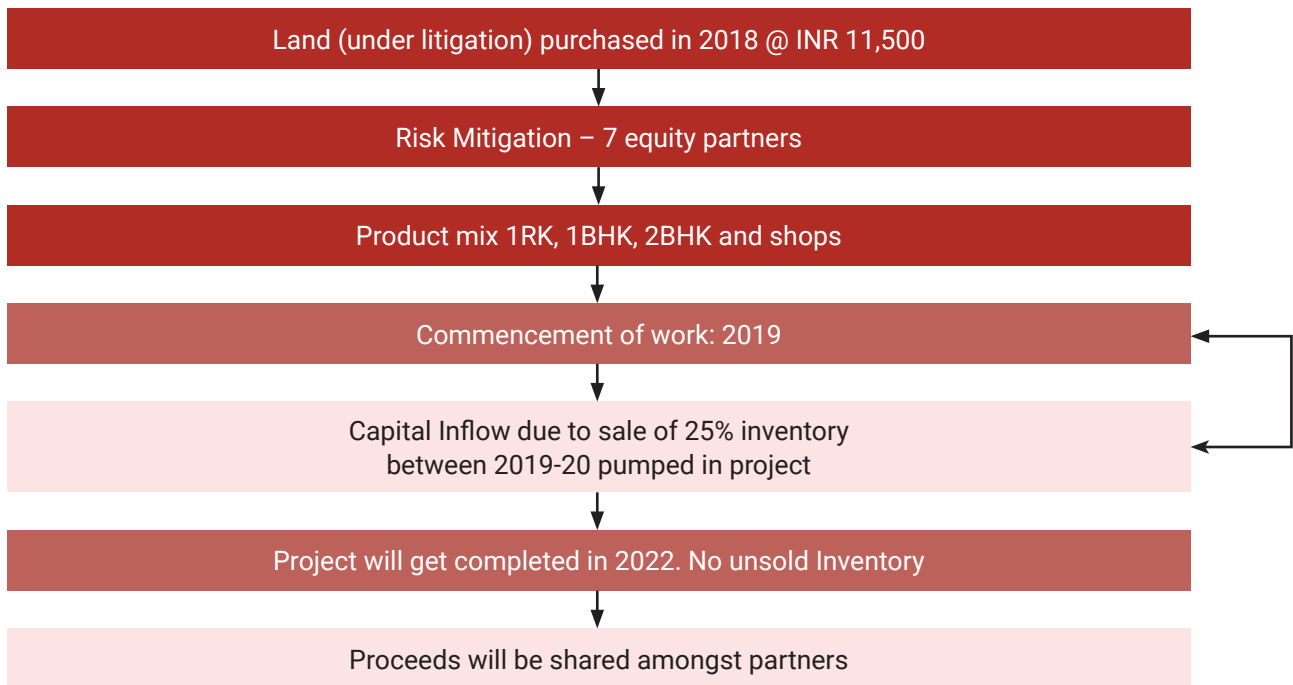 Land (under litigation) purchased in 2018 @ INR 11,500
Risk Mitigation – 7 equity partners
Product mix 1RK, 1BHK, 2BHK and shops
Commencement of work: 2019
Capital Inflow due to sale of 25% inventory
between 2019-20 pumped in project
Project will get completed in 2022. No unsold Inventory
Proceeds will be shared amongst partners